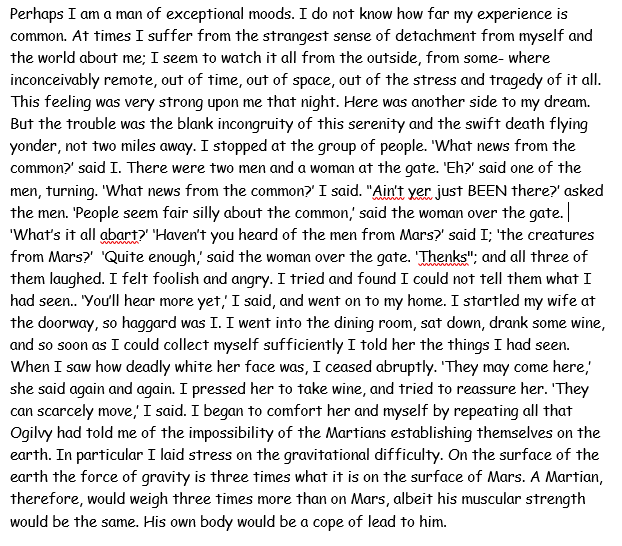 Perhaps I am a man of exceptional moods. I do not know how far my experience is
common. At times I suffer from the strangest sense of detachment from myself and
the world about me; I seem to watch it all from the outside, from some- where
inconceivably remote, out of time, out of space, out of the stress and tragedy of it all.
This feeling was very strong upon me that night. Here was another side to my dream.
But the trouble was the blank incongruity of this serenity and the swift death flying
yonder, not two miles away. I stopped at the group of people. 'What news from the
common?' said I. There were two men and a woman at the gate. 'Eh?' said one of the
men, turning. 'What news from the common?' I said. "Ain't yer just BEEN there?' asked
the men. 'People seem fair silly about the common,' said the woman over the gate.
'What's it all abart?' 'Haven't you heard of the men from Mars?' said I; 'the creatures
from Mars?' 'Quite enough,' said the woman over the gate. 'Thenks"; and all three of
them laughed. I felt foolish and angry. I tried and found I could not tell them what I
had seen.. 'You'll hear more yet,' I said, and went on to my home. I startled my wife at
the doorway, so haggard was I. I went into the dining room, sat down, drank some wine,
and so soon as I could collect myself sufficiently I told her the things I had seen.
When I saw how deadly white her face was, I ceased abruptly. 'They may come here,'
she said again and again. I pressed her to take wine, and tried to reassure her. 'They
can scarcely move,' I said. I began to comfort her and myself by repeating all that
Ogilvy had told me of the impossibility of the Martians establishing themselves on the
earth. In particular I laid stress on the gravitational difficulty. On the surface of the
earth the force of gravity is three times what it is on the surface of Mars. A Martian,
therefore, would weigh three times more than on Mars, albeit his muscular strength
would be the same. His own body would be a cope of lead to him.